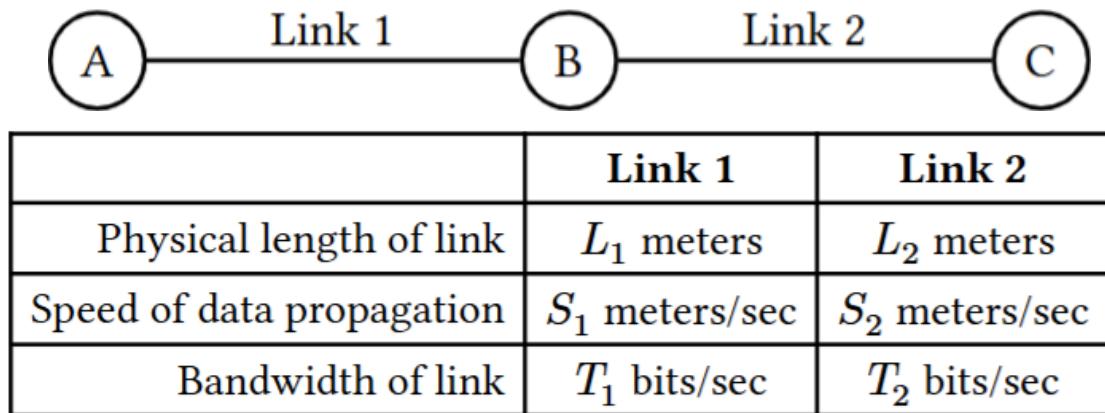 Link 1 Link 2
A B C
Link 1 Link 2
Physical length of link L₁ meters L₂ meters
Speed of data propagation S₁ meters/sec S₂ meters/sec
Bandwidth of link T₁ bits/sec T₂ bits/sec